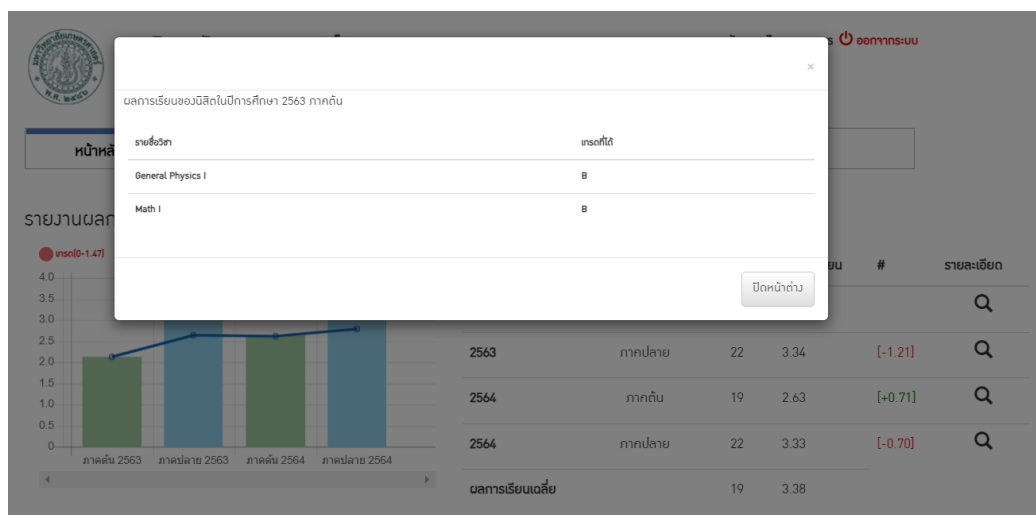 ออกจากระบบ
×
ผลการเรียนของนิสิตในปีการศึกษา 2563 ภาคต้น
รายชื่อวิชา เกรดที่ได้
General Physics I B
Math I B
ปิดหน้าต่าง
หน้าหลั
รายงานผลก
เกรด(0-1.47)
4.0
3.5
3.0
2.5
2.0
1.5
1.0
0.5
0
ภาคต้น 2563 ภาคปลาย 2563 ภาคต้น 2564 ภาคปลาย 2564
# รายละเอียด
2563 ภาคปลาย 22 3.34 [-1.21]
2564 ภาคต้น 19 2.63 [+0.71]
2564 ภาคปลาย 22 3.33 [-0.70]
ผลการเรียนเฉลี่ย 19 3.38